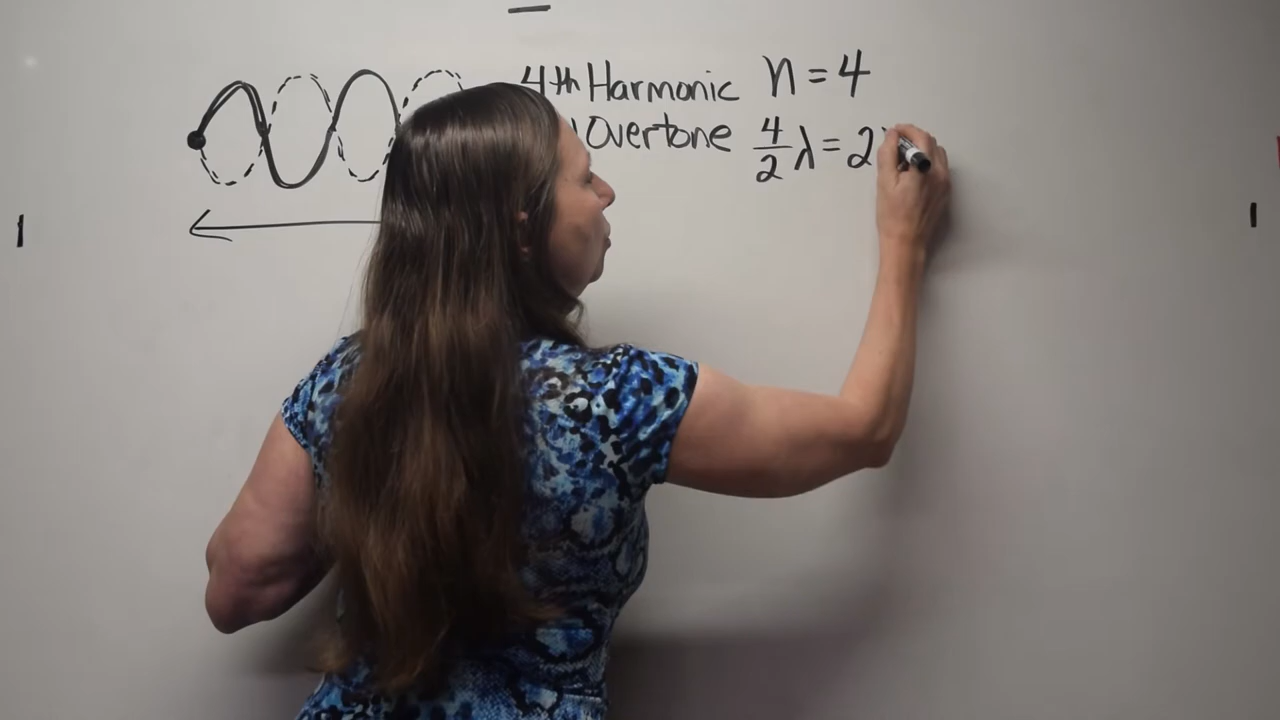 4th Harmonic n = 4
Overtone 4/2 λ = 2